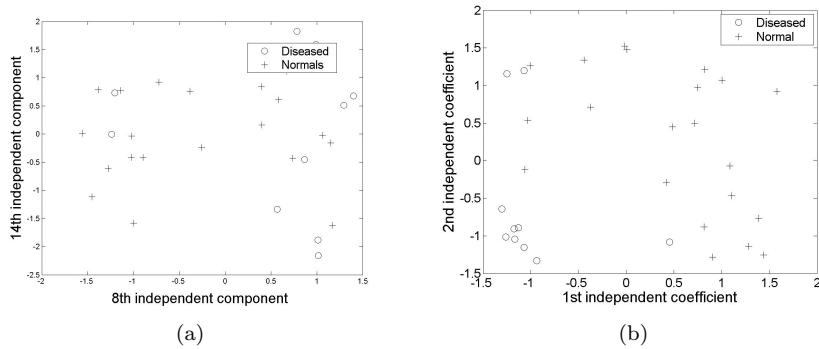 2
1.5
1
0.5
0
-0.5
-1
-1.5
-2
-2.5
-2 -1.5 -1 -0.5 0 0.5 1 1.5
14th independent component
8th independent component
Diseased
Normals
(a)
2
1.5
1
0.5
0
-0.5
-1
-1.5
-1.5 -1 -0.5 0 0.5 1 1.5 2
2nd independent coefficient
1st independent coefficient
Diseased
Normal
(b)